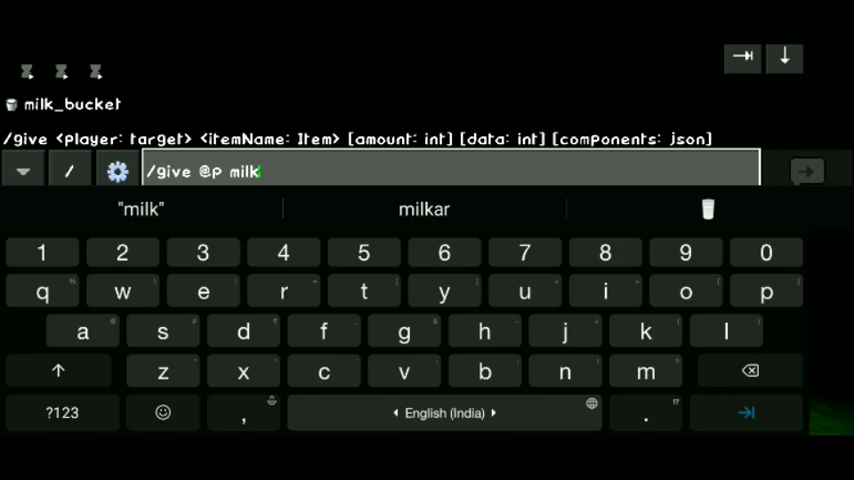 milk_bucket
/give <player: target> <itemName: Item> [amount: int] [data: int] [components: json]
/ /give @p milk
"milk" milkar
1 2 3 4 5 6 7 8 9 0
q w e r t y u i o p
a s d f g h j k l
z x c v b n m
?123 , English (India) .